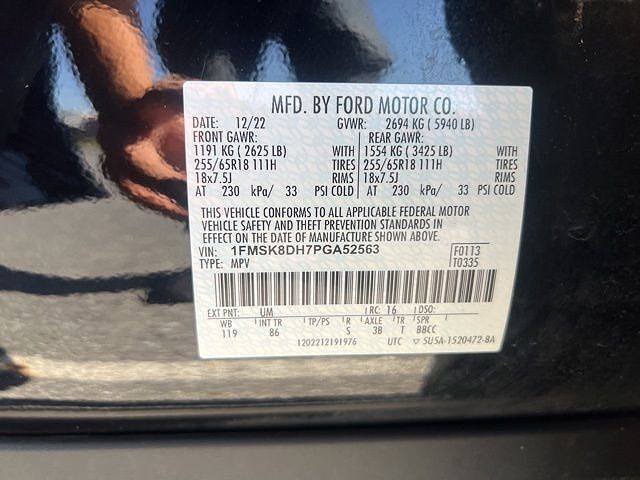 MFD. BY FORD MOTOR CO.
DATE: 12/22 GVWR: 2694 KG ( 5940 LB)
FRONT GAWR: REAR GAWR:
1191 KG ( 2625 LB) WITH 1554 KG ( 3425 LB) WITH
255/65R18 111H TIRES 255/65R18 111H TIRES
18x7.5J RIMS 18x7.5J RIMS
AT 230 kPa/ 33 PSI COLD AT 230 kPa/ 33 PSI COLD
THIS VEHICLE CONFORMS TO ALL APPLICABLE FEDERAL MOTOR
VEHICLE SAFETY AND THEFT PREVENTION STANDARDS IN
EFFECT ON THE DATE OF MANUFACTURE SHOWN ABOVE.
VIN: 1FMSK8DH7PGA52563 F0113
TYPE: MPV T0335
EXT PNT: UM RC: 16 DSO:
WB INT TR TP/PS R AXLE TR SPR
119 86 S 3B T BBCC
1202212191976 UTC ▽ SU5A-1520472-BA